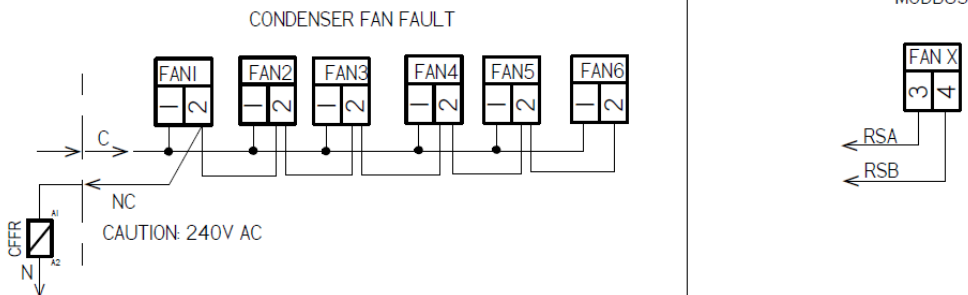 CONDENSER FAN FAULT
FAN1 FAN2 FAN3 FAN4 FAN5 FAN6
1 2 1 2 1 2 1 2 1 2 1 2
C
NC
CAUTION: 240V AC
CFFR
A1
A2
N
MODBUS
FAN X
3 4
RSA
RSB